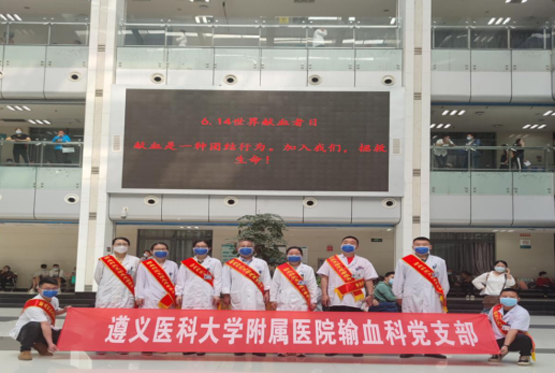 6.14世界献血者日
献血是一种团结行为。加入我们，拯救
生命！
遵义医科大学附属医院输血科党支部